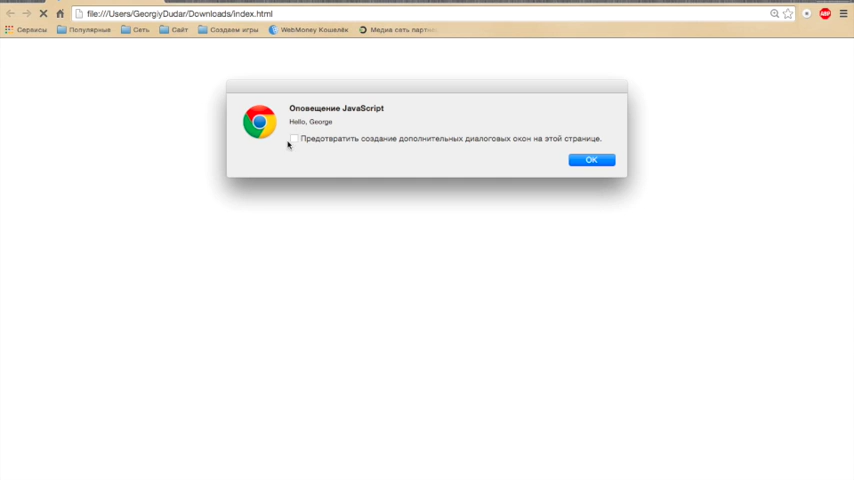 file:///Users/GeorgiyDudar/Downloads/index.html
Сервисы Популярные Сеть Сайт Создаем игры WebMoney Кошелёк Медиа сеть партн
Оповещение JavaScript
Hello, George
Предотвратить создание дополнительных диалоговых окон на этой странице.
OK
ABP